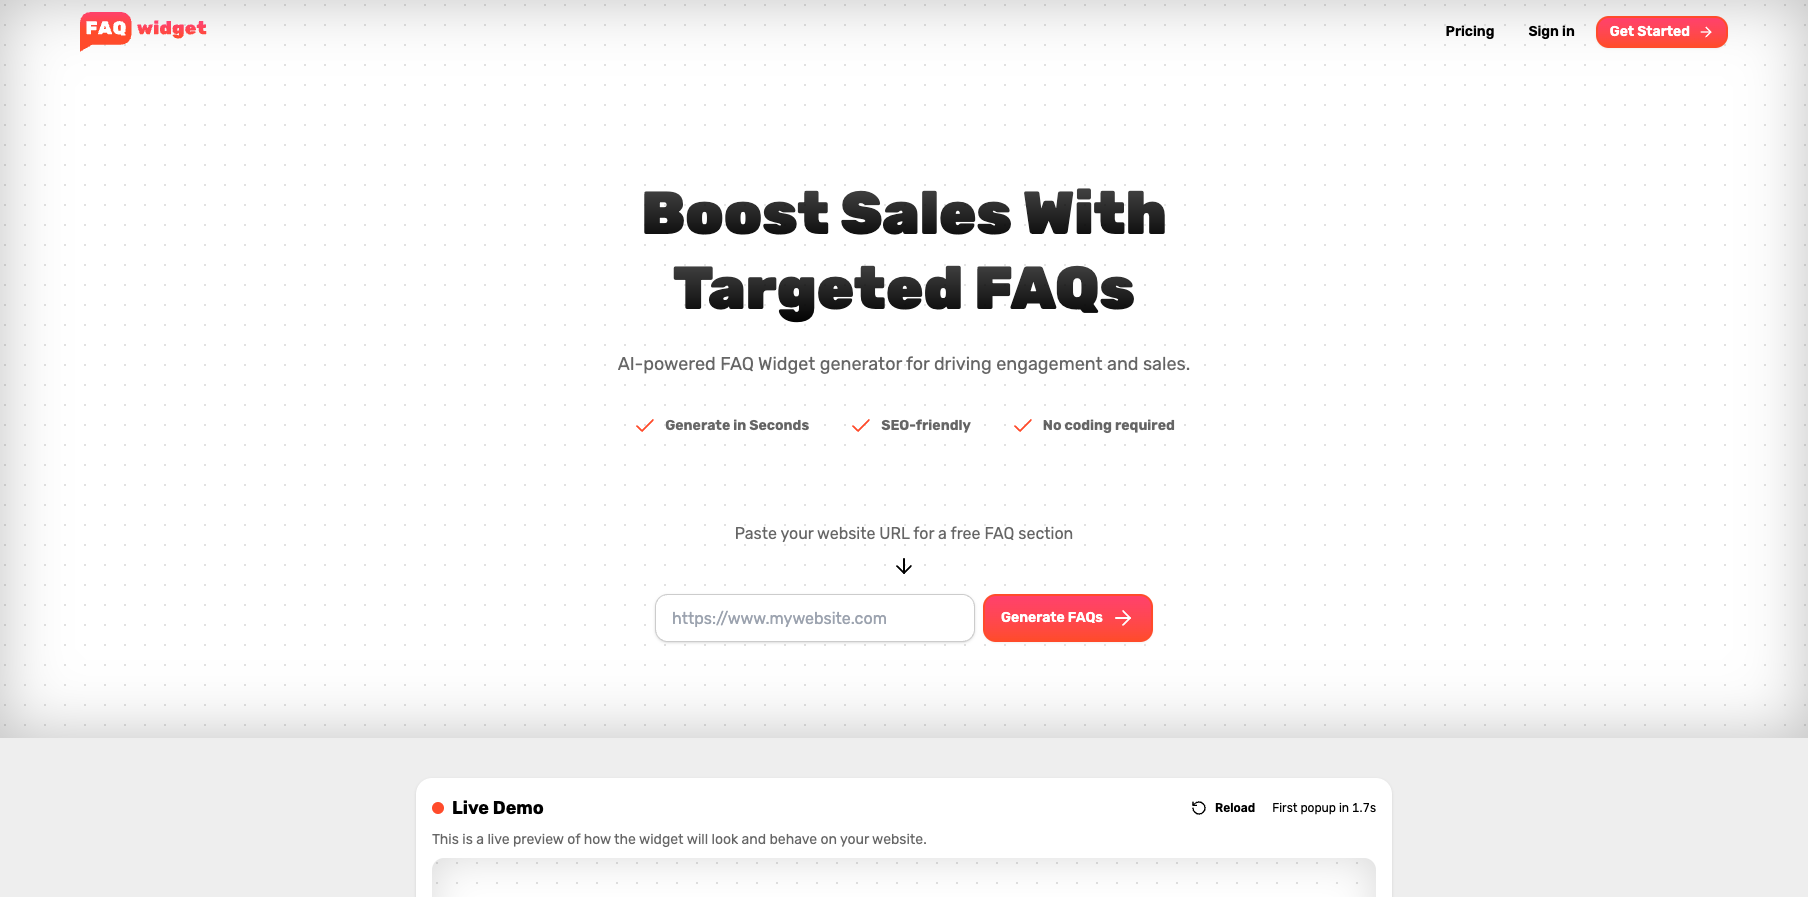 FAQ widget
Pricing
Sign in
Get Started
Boost Sales With
Targeted FAQs
AI-powered FAQ Widget generator for driving engagement and sales.
Generate in Seconds
SEO-friendly
No coding required
Paste your website URL for a free FAQ section
https://www.mywebsite.com
Generate FAQs
Live Demo
Reload
First popup in 1.7s
This is a live preview of how the widget will look and behave on your website.